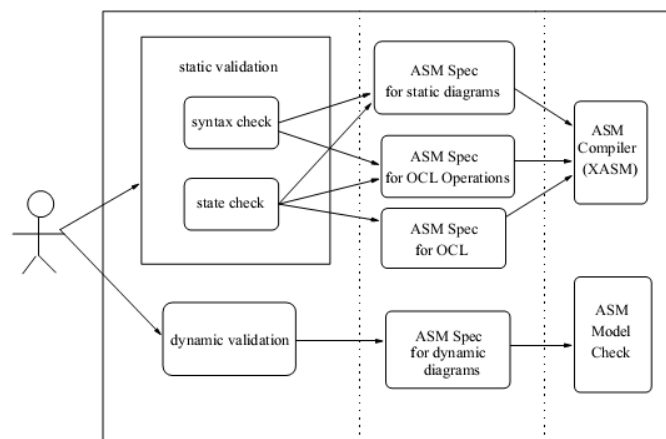 static validation
syntax check
state check
dynamic validation
ASM Spec
for static diagrams
ASM Spec
for OCL Operations
ASM Spec
for OCL
ASM Spec
for dynamic
diagrams
ASM
Compiler
(XASM)
ASM
Model
Check